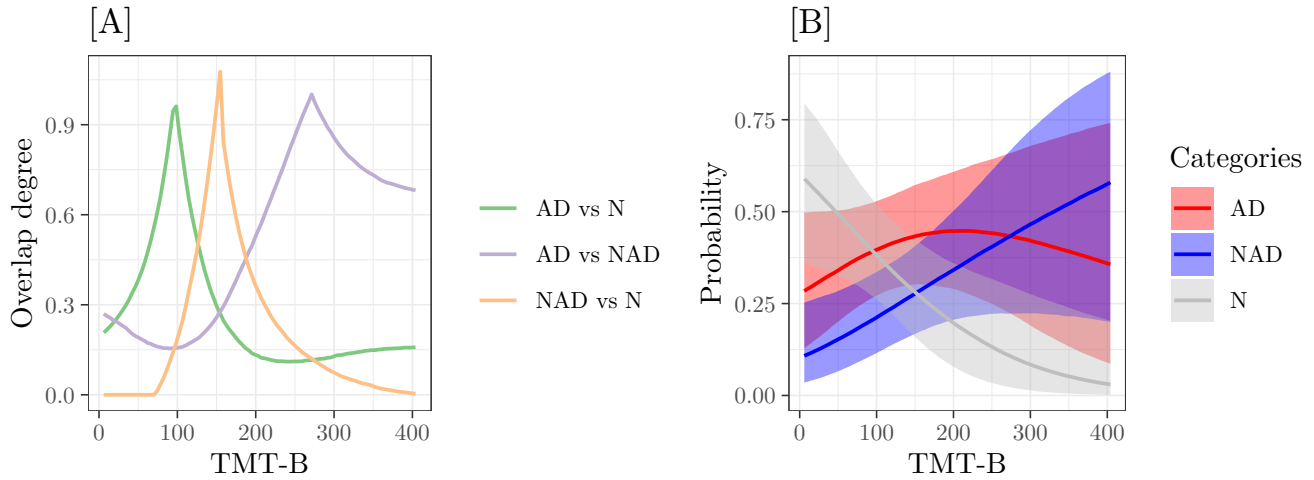 [A]
Overlap degree
0.9
0.6
0.3
0.0
0 100 200 300 400
TMT-B
AD vs N
AD vs NAD
NAD vs N
[B]
Probability
0.75
0.50
0.25
0.00
0 100 200 300 400
TMT-B
Categories
AD
NAD
N